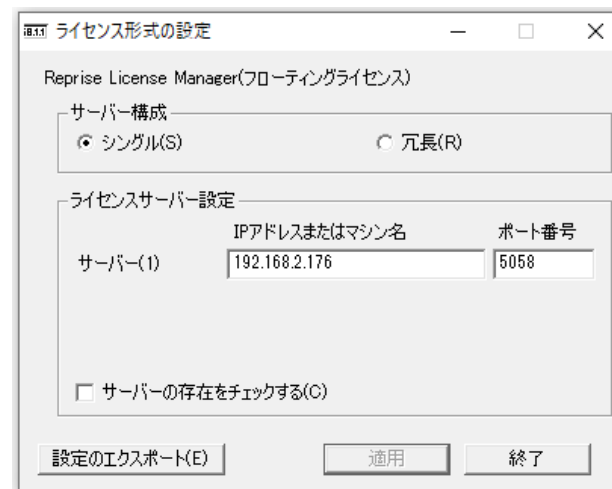 iB.1.1 ライセンス形式の設定
Reprise License Manager(フローティングライセンス)
サーバー構成
シングル(S) 冗長(R)
ライセンスサーバー設定
IPアドレスまたはマシン名 ポート番号
サーバー(1) 192.168.2.176 5058
サーバーの存在をチェックする(C)
設定のエクスポート(E) 適用 終了